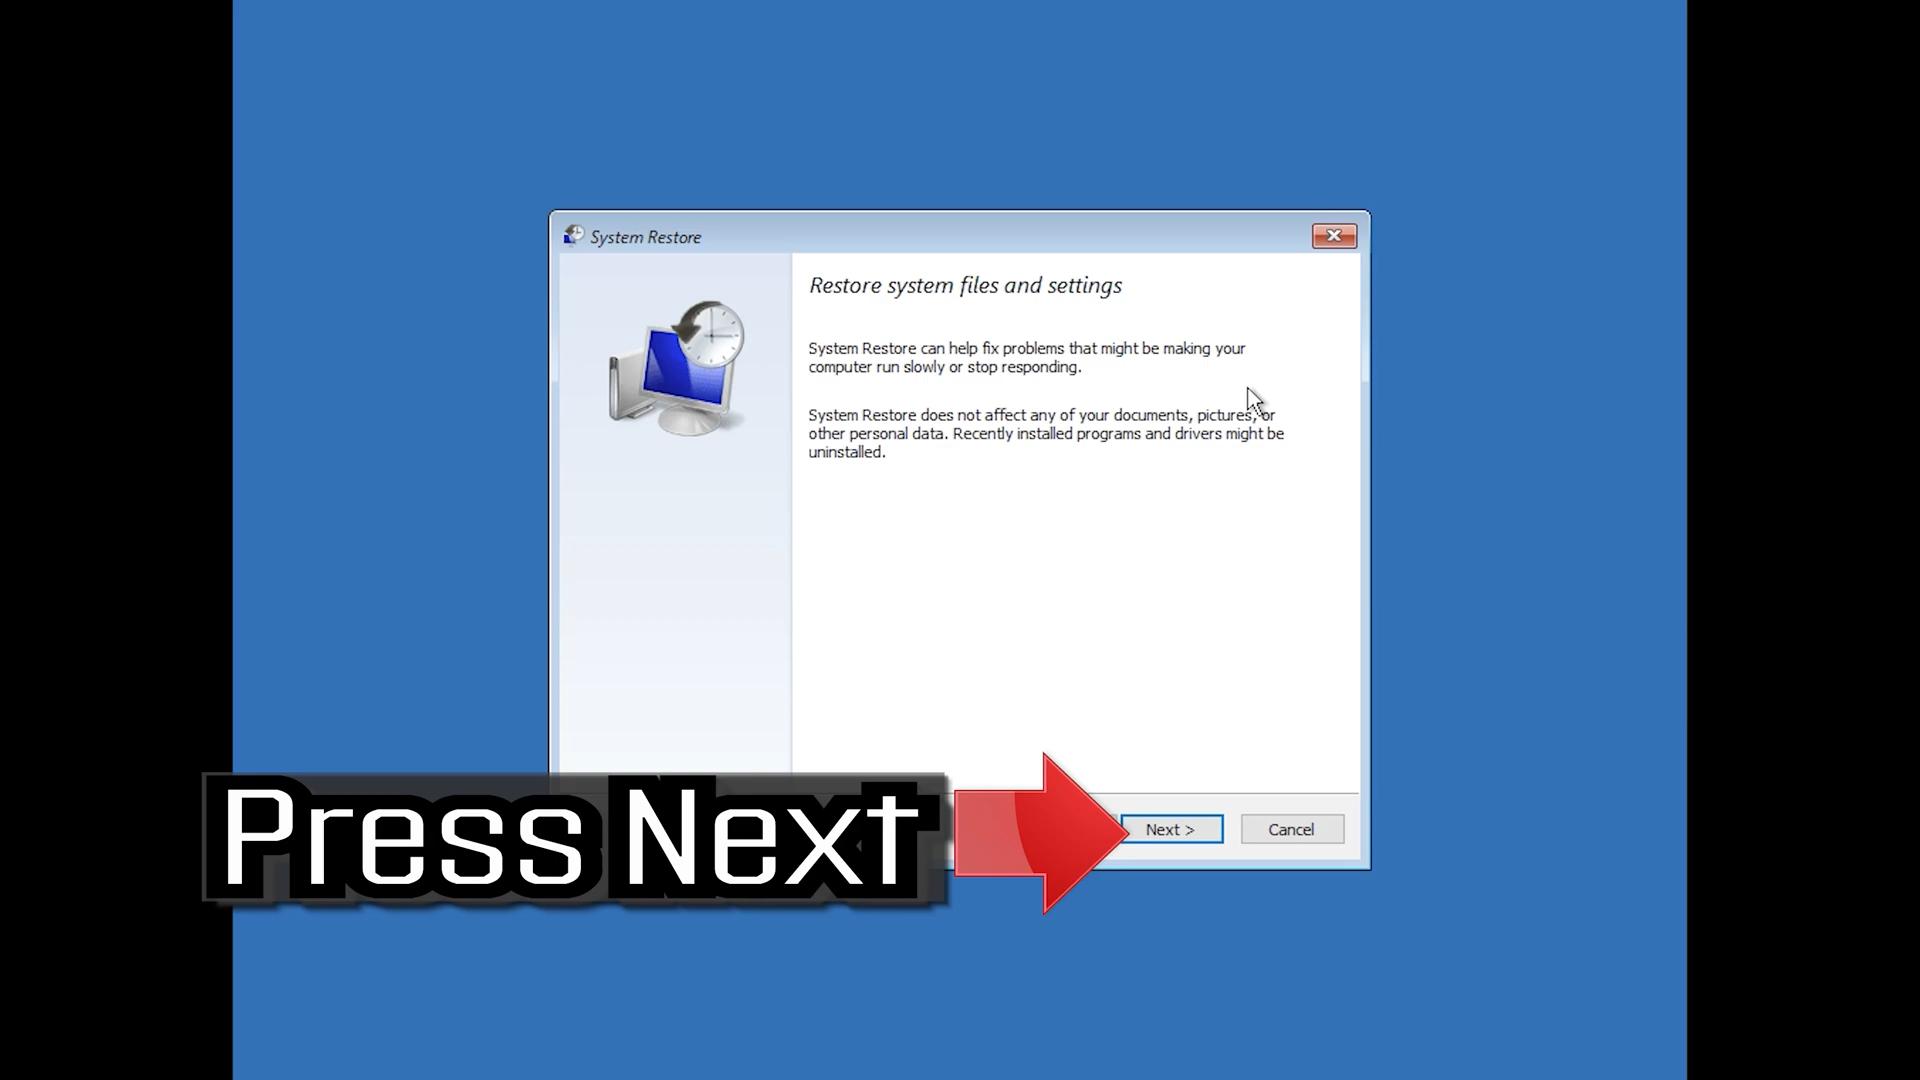 System Restore
Restore system files and settings
System Restore can help fix problems that might be making your
computer run slowly or stop responding.
System Restore does not affect any of your documents, pictures, or
other personal data. Recently installed programs and drivers might be
uninstalled.
Press Next
Next >
Cancel